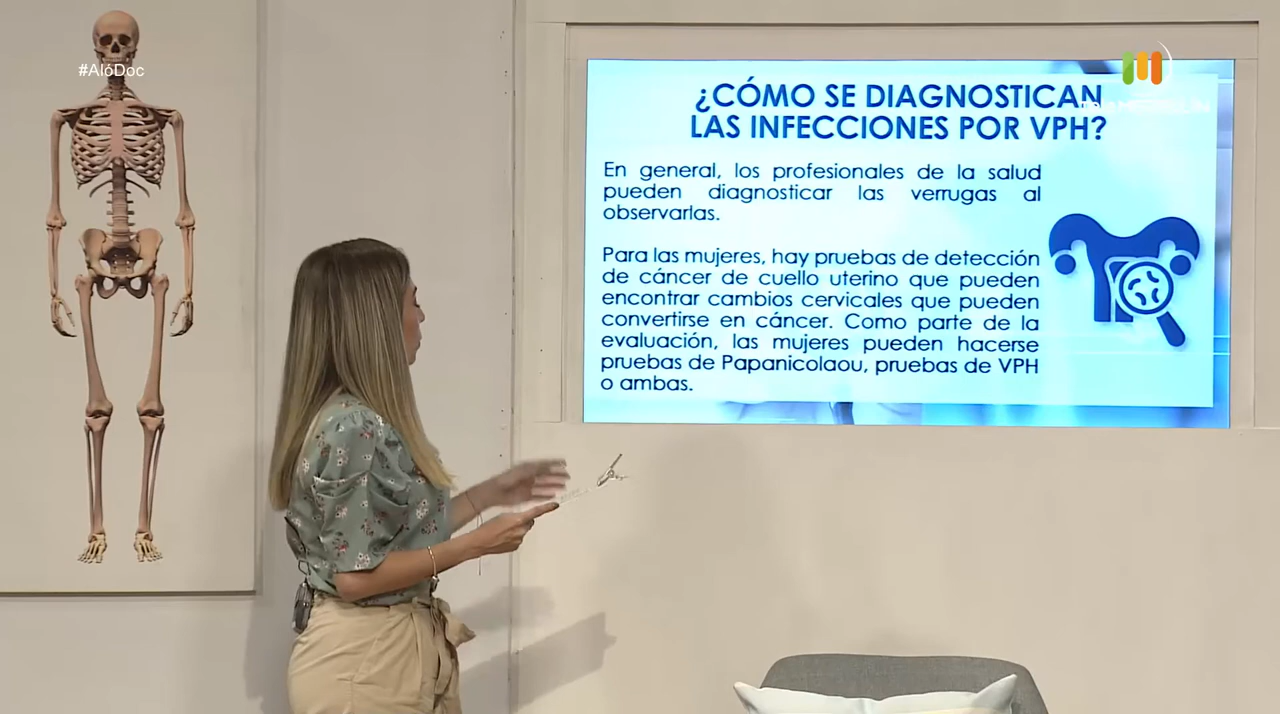 #AlóDoc
¿CÓMO SE DIAGNOSTICAN
LAS INFECCIONES POR VPH?
En general, los profesionales de la salud
pueden diagnosticar las verrugas al
observarlas.
Para las mujeres, hay pruebas de detección
de cáncer de cuello uterino que pueden
encontrar cambios cervicales que pueden
convertirse en cáncer. Como parte de la
evaluación, las mujeres pueden hacerse
pruebas de Papanicolaou, pruebas de VPH
o ambas.